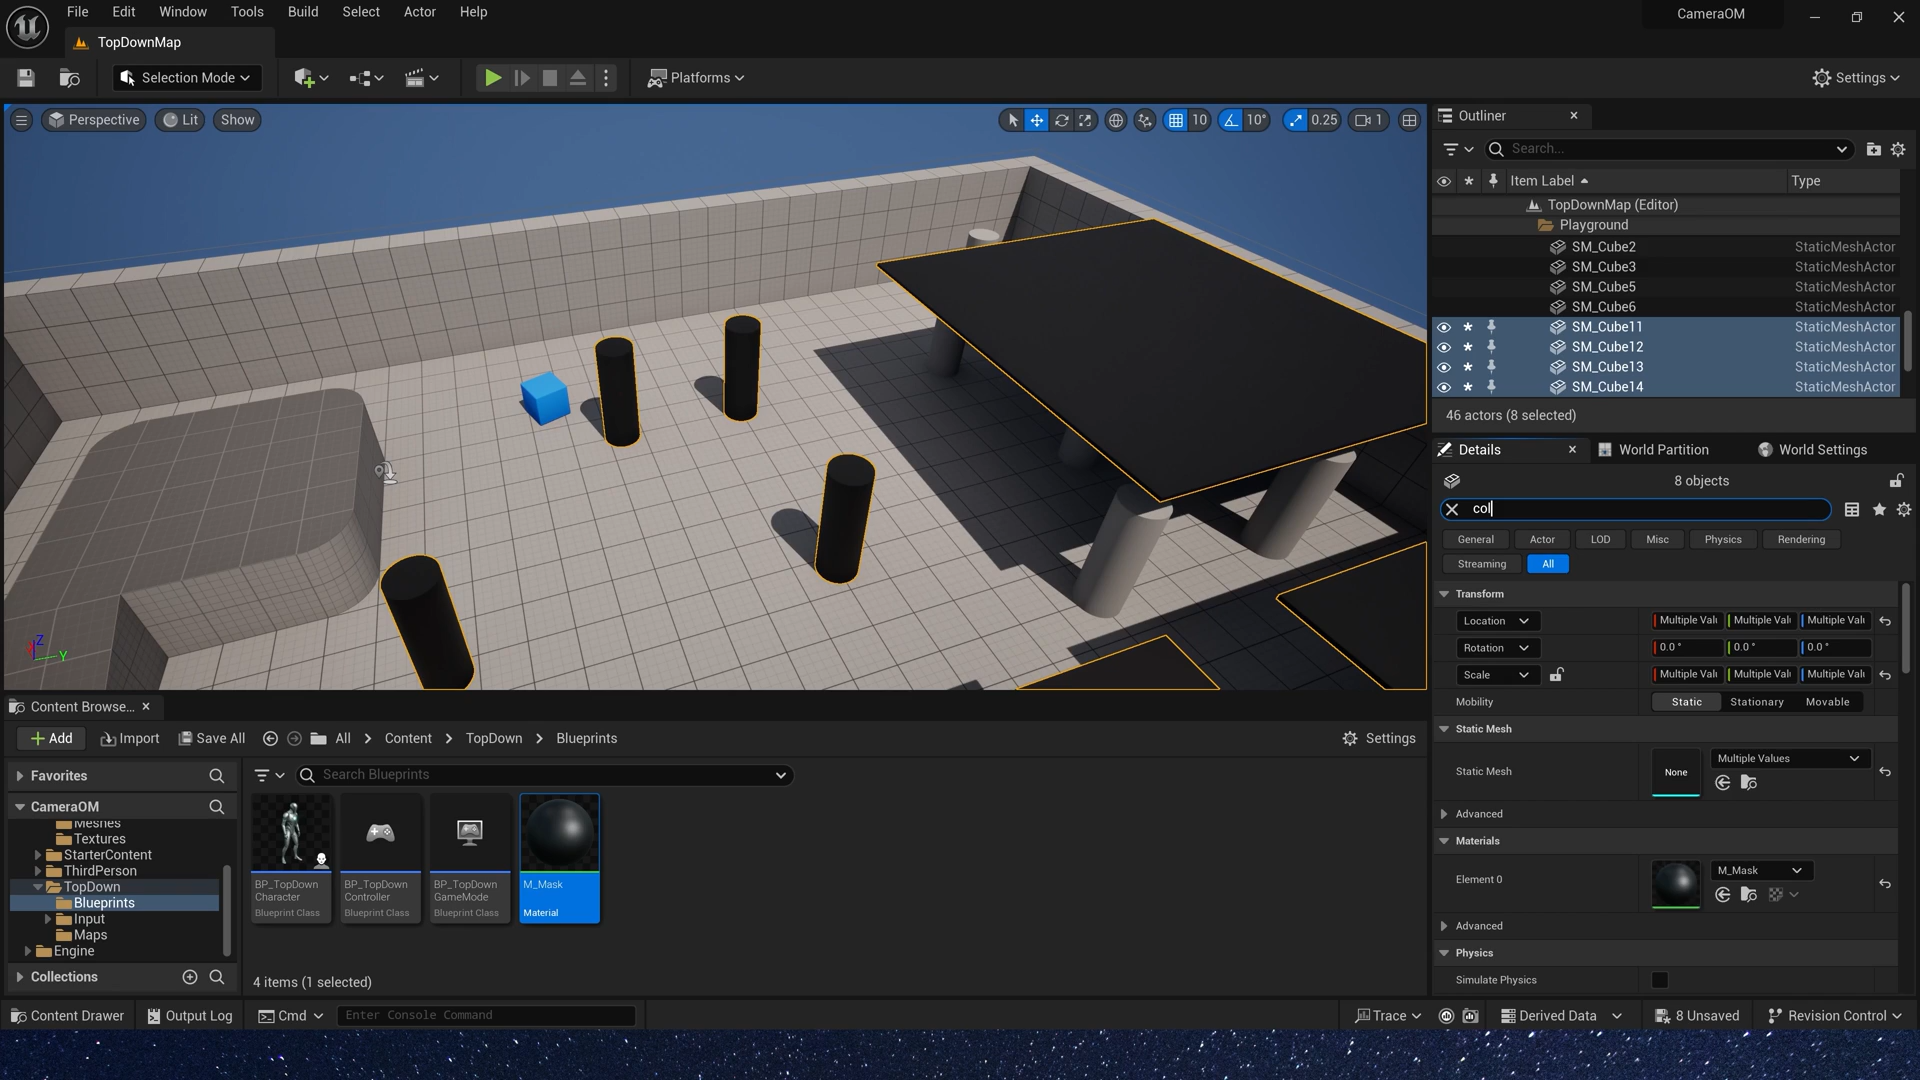 File Edit Window Tools Build Select Actor Help
CameraOM
TopDownMap
Selection Mode
Platforms
Settings
Perspective Lit Show
10 10° 0.25 1
Z
Y
Outliner
Search...
Item Label Type
TopDownMap (Editor)
Playground
SM_Cube2 StaticMeshActor
SM_Cube3 StaticMeshActor
SM_Cube5 StaticMeshActor
SM_Cube6 StaticMeshActor
SM_Cube11 StaticMeshActor
SM_Cube12 StaticMeshActor
SM_Cube13 StaticMeshActor
SM_Cube14 StaticMeshActor
46 actors (8 selected)
Details World Partition World Settings
8 objects
col
General Actor LOD Misc Physics Rendering
Streaming All
Transform
Location Multiple Valu Multiple Valu Multiple Valu
Rotation 0.0 ° 0.0 ° 0.0 °
Scale Multiple Valu Multiple Valu Multiple Valu
Mobility Static Stationary Movable
Static Mesh
Static Mesh None Multiple Values
Advanced
Materials
Element 0 M_Mask
Advanced
Physics
Simulate Physics
Content Browse...
Add Import Save All All Content TopDown Blueprints Settings
Favorites
Search Blueprints
CameraOM
Meshes
Textures
StarterContent
ThirdPerson
TopDown
Blueprints
Input
Maps
Engine
Collections
BP_TopDown
Character
Blueprint Class
BP_TopDown
Controller
Blueprint Class
BP_TopDown
GameMode
Blueprint Class
M_Mask
Material
4 items (1 selected)
Content Drawer Output Log Cmd Enter Console Command Trace Derived Data 8 Unsaved Revision Control